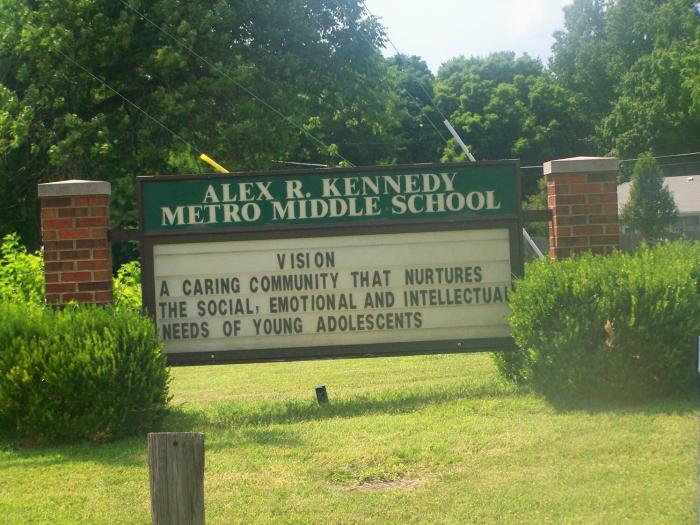 ALEX R. KENNEDY
METRO MIDDLE SCHOOL
VISION
A CARING COMMUNITY THAT NURTURES
THE SOCIAL, EMOTIONAL AND INTELLECTUAL
NEEDS OF YOUNG ADOLESCENTS